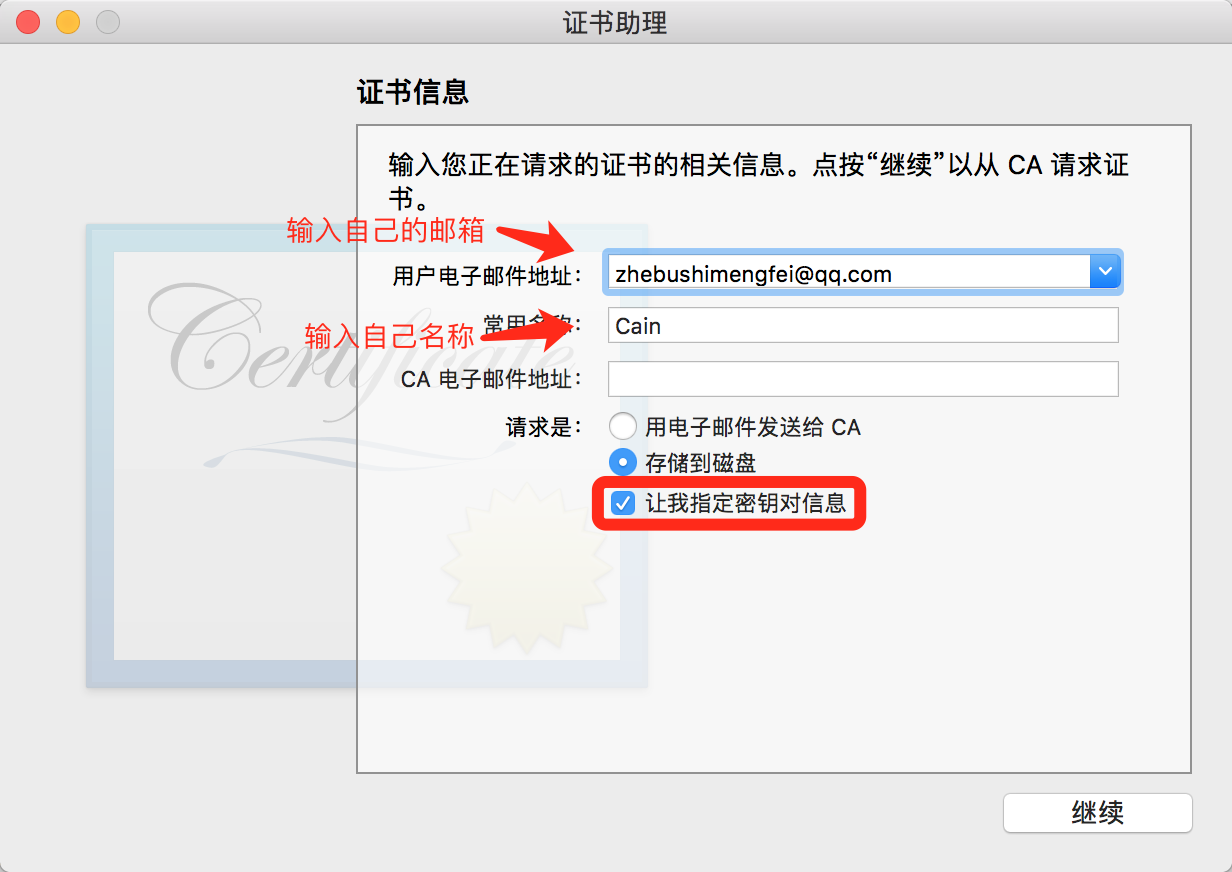 证书助理
证书信息
输入您正在请求的证书的相关信息。点按“继续”以从 CA 请求证
书。
输入自己的邮箱
用户电子邮件地址：
zhebushimengfei@qq.com
输入自己名称
常用名称：
Cain
CA 电子邮件地址：
请求是：
用电子邮件发送给 CA
存储到磁盘
让我指定密钥对信息
Certificate
继续